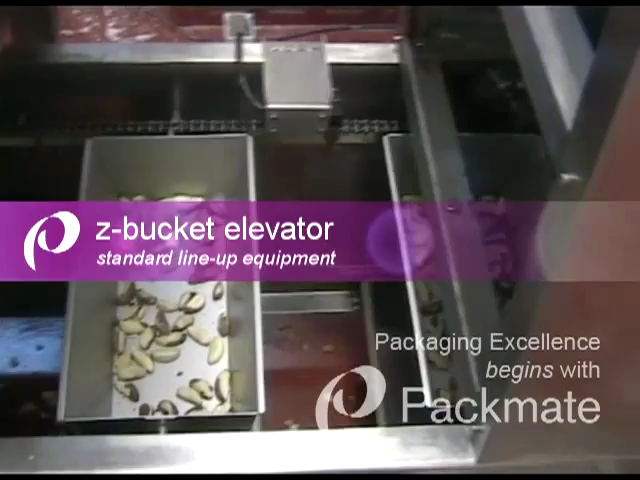 z-bucket elevator
standard line-up equipment
Packaging Excellence
begins with
Packmate